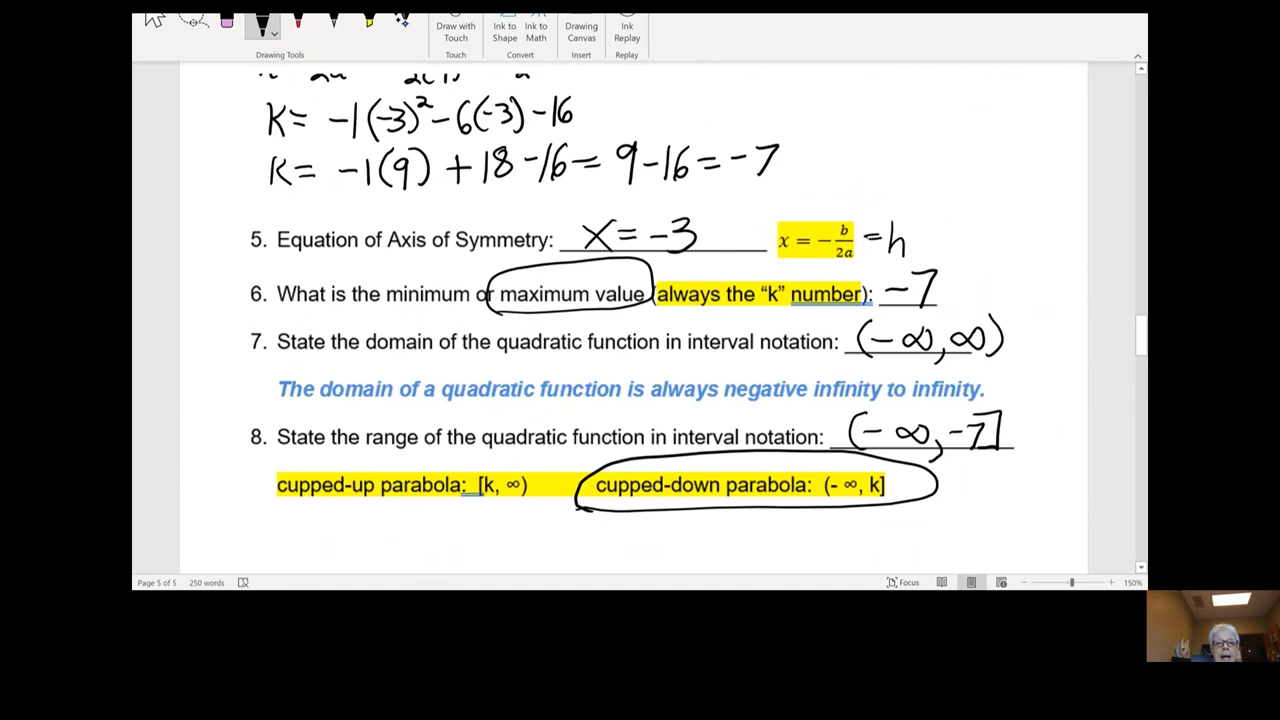 Draw with Touch
Ink to Shape
Ink to Math
Drawing Canvas
Ink Replay
Drawing Tools
Touch
Convert
Insert
Replay
K = -1(-3)² - 6(-3) - 16
K = -1(9) + 18 - 16 = 9 - 16 = -7
5. Equation of Axis of Symmetry: x = -3 x = -b/2a = h
6. What is the minimum or maximum value (always the “k” number): -7
7. State the domain of the quadratic function in interval notation: (-∞, ∞)
The domain of a quadratic function is always negative infinity to infinity.
8. State the range of the quadratic function in interval notation: (-∞, -7]
cupped-up parabola: [k, ∞) cupped-down parabola: (- ∞, k]
Page 5 of 5 250 words Focus 150%